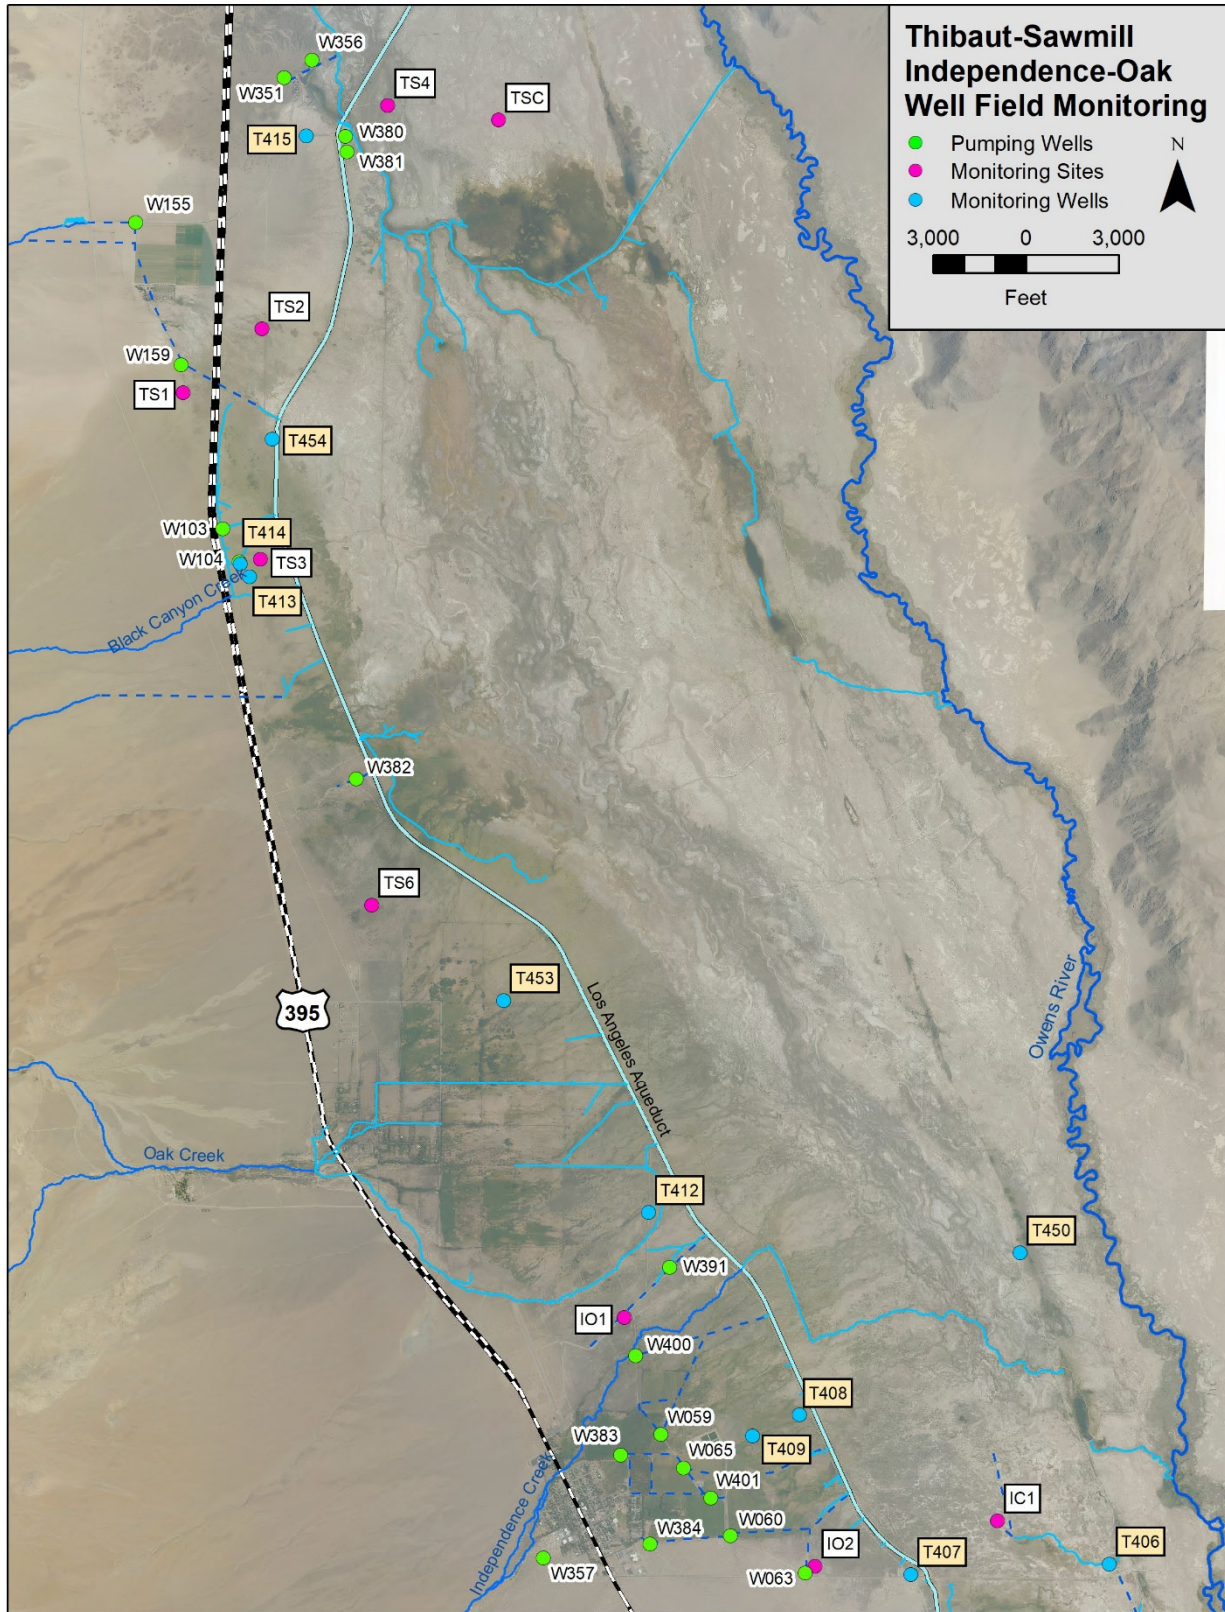 Thibaut-Sawmill
Independence-Oak
Well Field Monitoring
Pumping Wells
Monitoring Sites
Monitoring Wells
N
3,000 0 3,000
Feet
W356
W351
TS4
TSC
T415
W380
W381
W155
TS2
W159
TS1
T454
W103
T414
W104
TS3
T413
Black Canyon Creek
W382
TS6
T453
395
Los Angeles Aqueduct
Owens River
Oak Creek
T412
T450
W391
IO1
W400
T408
W059
W383
T409
W065
W401
IC1
W384
W060
IO2
T407
T406
W357
W063
Independence Creek